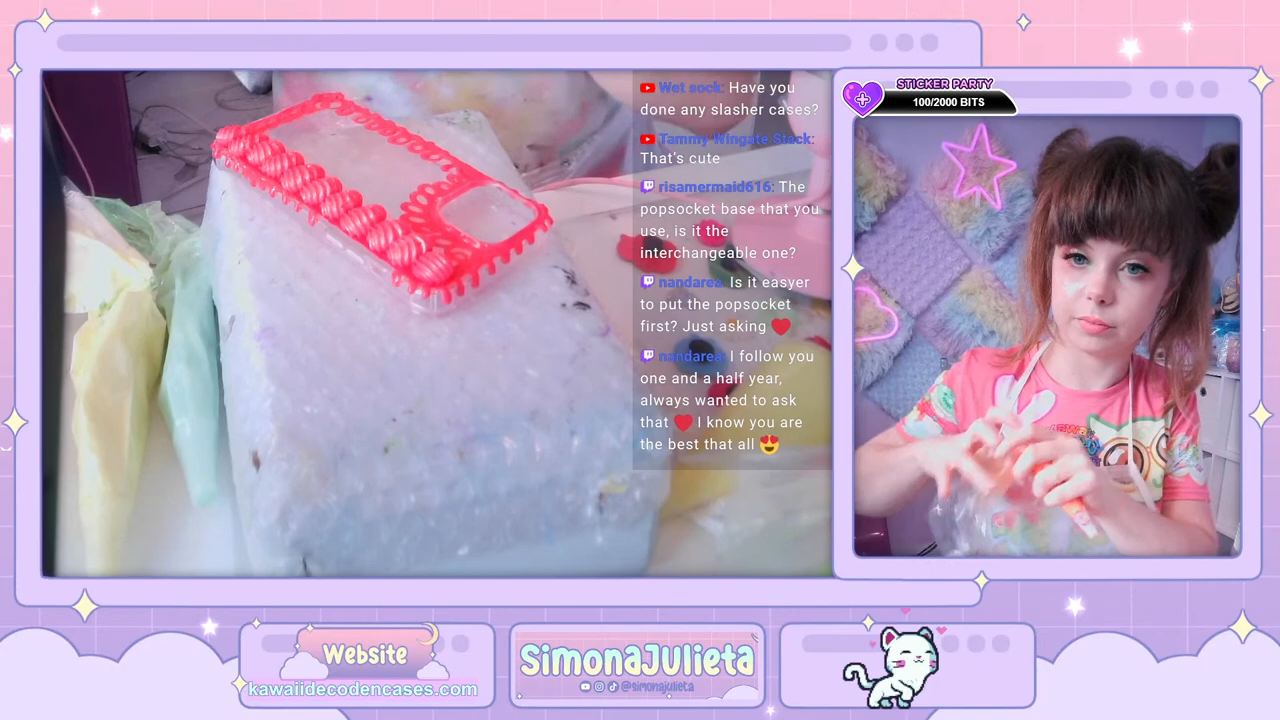 Wet sock: Have you
done any slasher cases?
Tammy Wingate Stack:
That's cute
risamermaid616: The
popsocket base that you
use, is it the
interchangeable one?
nandarea: Is it easyer
to put the popsocket
first? Just asking ❤️
nandarea: I follow you
one and a half year,
always wanted to ask
that ❤️ I know you are
the best that all 😍
STICKER PARTY
100/2000 BITS
Website
kawaiidecodencases.com
SimonaJulieta
@simonajulieta